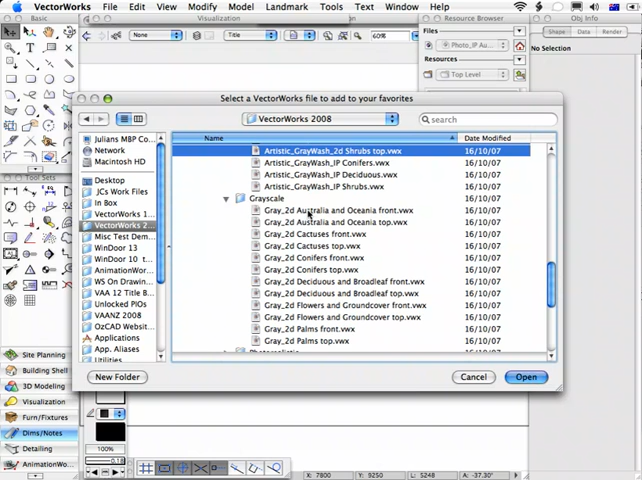 VectorWorks File Edit View Modify Model Landmark Tools Text Window Help
Basic
Visualization
Resource Browser
Obj Info
None
Title
60%
Files
Photo_IP Au...
Resources
Top Level
Shape Data Render
No Selection
Select a VectorWorks file to add to your favorites
VectorWorks 2008
search
Name
Date Modified
Julians MBP Co...
Network
Macintosh HD
Desktop
JCs Work Files
In Box
VectorWorks 1...
VectorWorks 2...
Misc Test Dem...
WinDoor 13
WinDoor 10 t...
AnimationWor...
WS On Drawin...
VAA 12 Title B...
Unlocked PIOs
VAANZ 2008
OzCAD Websit...
Applications
App. Aliases
Utilities
Artistic_GrayWash_2d Shrubs top.vwx 16/10/07
Artistic_GrayWash_IP Conifers.vwx 16/10/07
Artistic_GrayWash_IP Deciduous.vwx 16/10/07
Artistic_GrayWash_IP Shrubs.vwx 16/10/07
Grayscale 16/10/07
Gray_2d Australia and Oceania front.vwx 16/10/07
Gray_2d Australia and Oceania top.vwx 16/10/07
Gray_2d Cactuses front.vwx 16/10/07
Gray_2d Cactuses top.vwx 16/10/07
Gray_2d Conifers front.vwx 16/10/07
Gray_2d Conifers top.vwx 16/10/07
Gray_2d Deciduous and Broadleaf front.vwx 16/10/07
Gray_2d Deciduous and Broadleaf top.vwx 16/10/07
Gray_2d Flowers and Groundcover front.vwx 16/10/07
Gray_2d Flowers and Groundcover top.vwx 16/10/07
Gray_2d Palms front.vwx 16/10/07
Gray_2d Palms top.vwx 16/10/07
New Folder
Cancel
Open
Tool Sets
Site Planning
Building Shell
3D Modeling
Visualization
Furn/Fixtures
Dims/Notes
Detailing
AnimationWo...
100%
0.18
X: 7800 Y: 9250 L: 5248 A: -37.30°